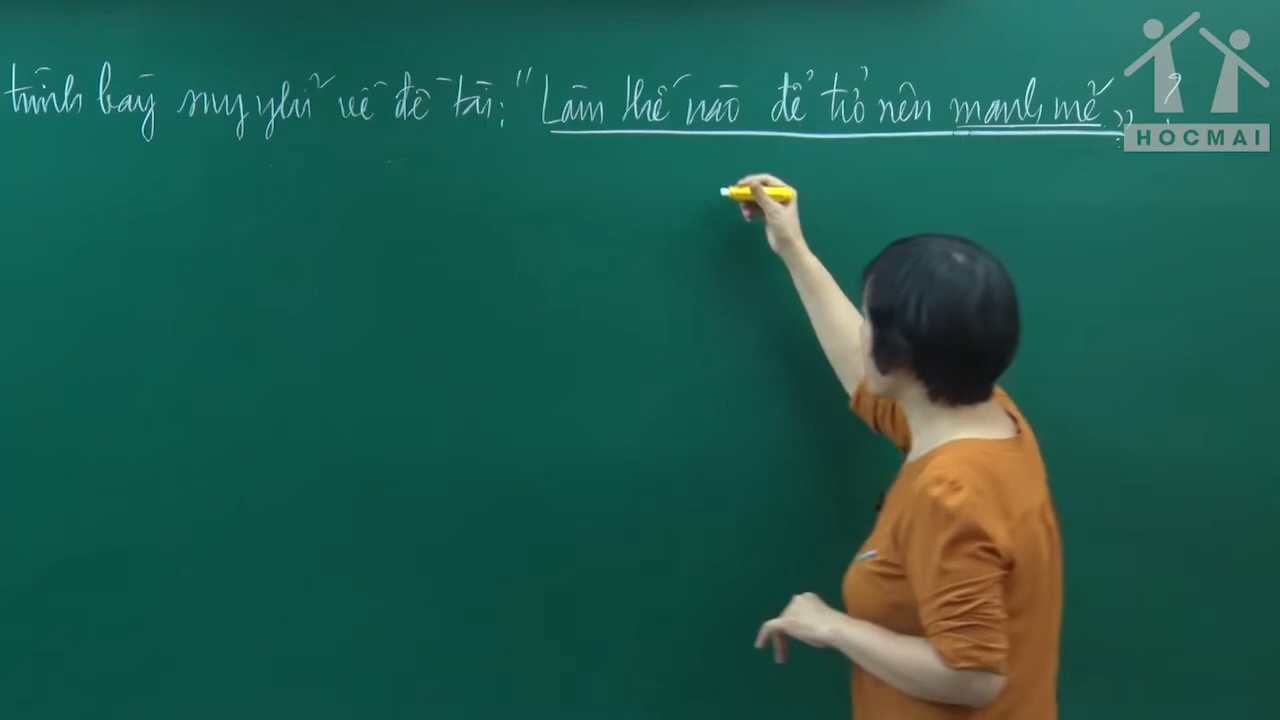 trình bày suy nghĩ về đề tài: "Làm thế nào để trở nên mạnh mẽ" ?
HOCMAI